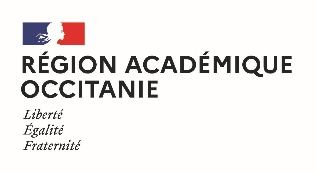 RÉGION ACADÉMIQUE
OCCITANIE
Liberté
Égalité
Fraternité